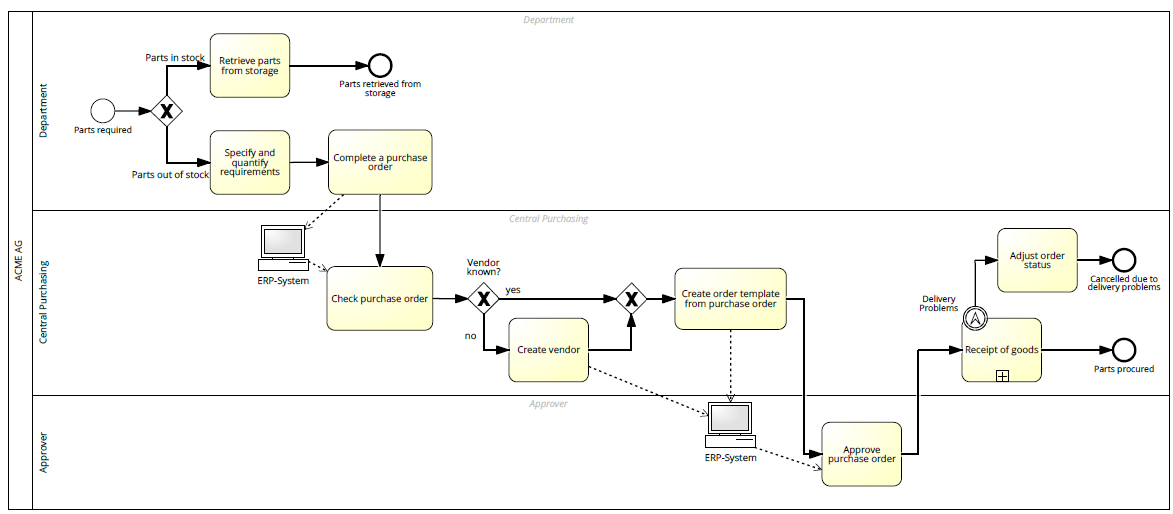 ACME AG
Department
Department
Parts in stock
Retrieve parts
from storage
Parts retrieved from
storage
Parts required
X
Parts out of stock
Specify and
quantify
requirements
Complete a purchase
order
Central Purchasing
Central Purchasing
ERP-System
Check purchase order
Vendor
known?
X
yes
no
Create vendor
X
Create order template
from purchase order
Delivery
Problems
Adjust order
status
Cancelled due to
delivery problems
Receipt of goods
Parts procured
Approver
Approver
ERP-System
Approve
purchase order